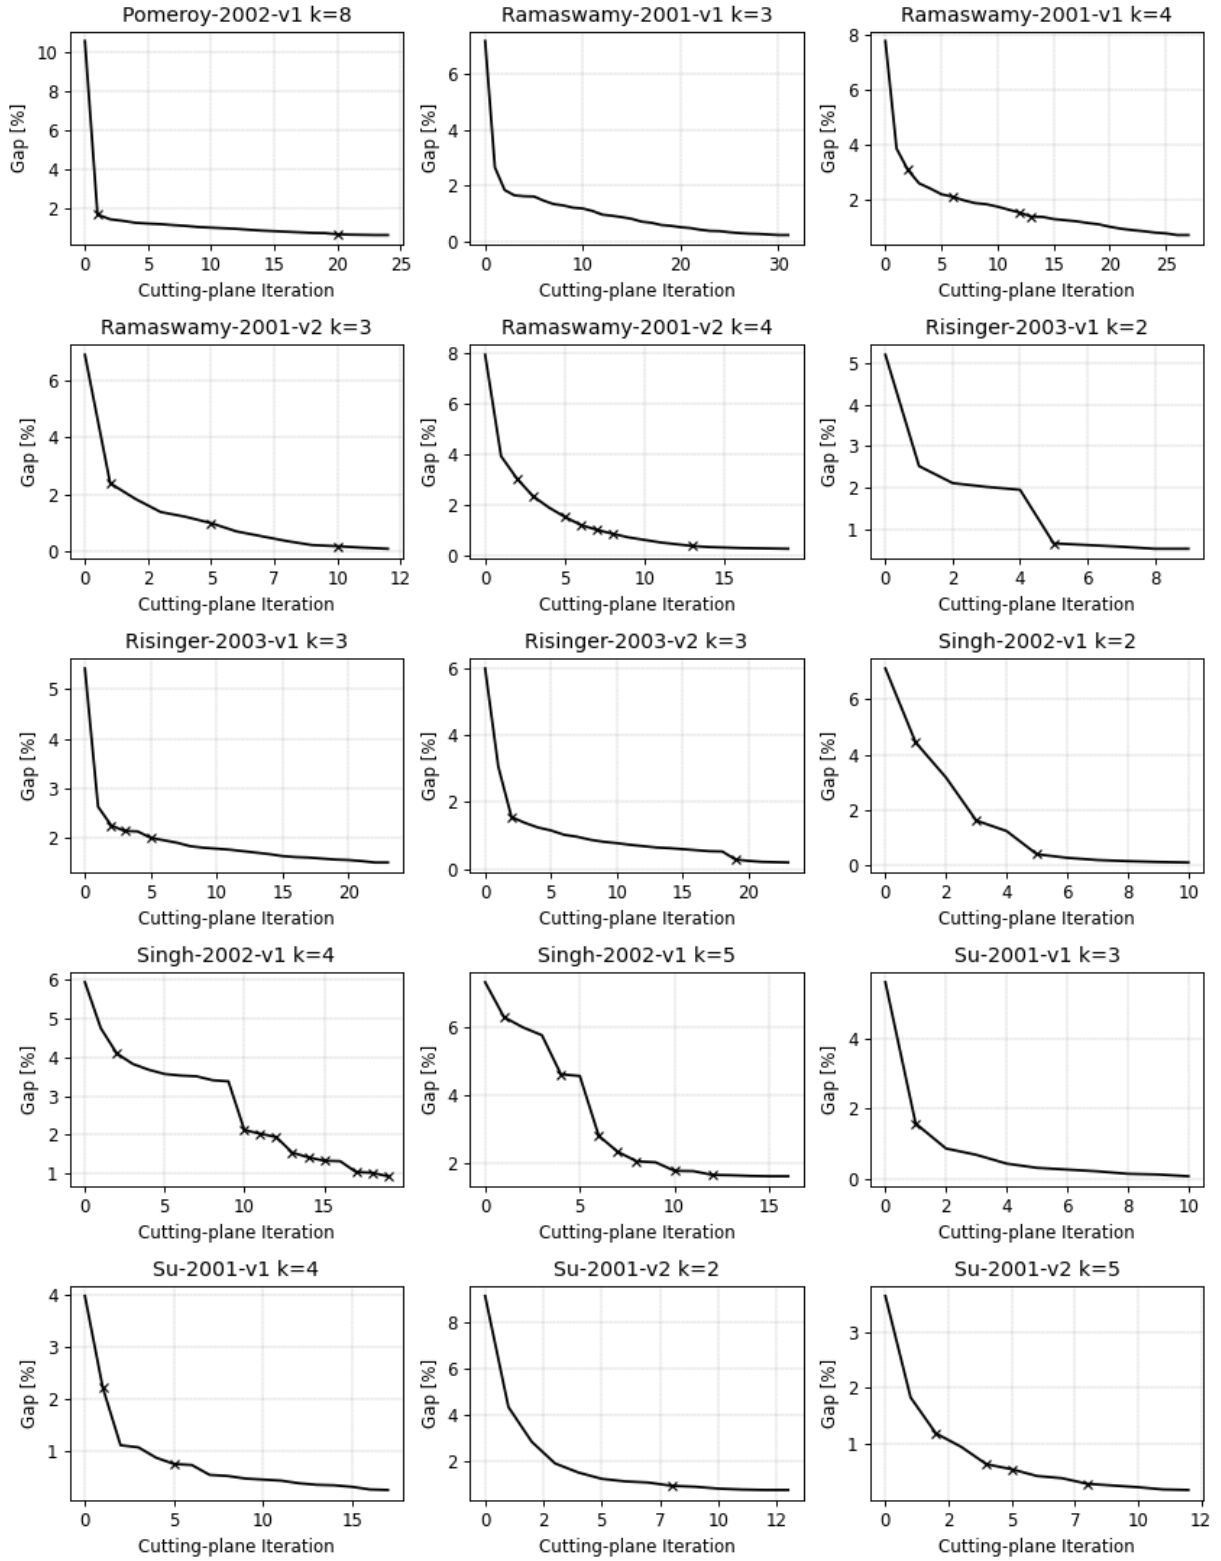 Pomeroy-2002-v1 k=8
Gap [%]
10
8
6
4
2
0 5 10 15 20 25
Cutting-plane Iteration
Ramaswamy-2001-v1 k=3
Gap [%]
6
4
2
0
0 10 20 30
Cutting-plane Iteration
Ramaswamy-2001-v1 k=4
Gap [%]
8
6
4
2
0 5 10 15 20 25
Cutting-plane Iteration
Ramaswamy-2001-v2 k=3
Gap [%]
6
4
2
0
0 2 5 7 10 12
Cutting-plane Iteration
Ramaswamy-2001-v2 k=4
Gap [%]
8
6
4
2
0
0 5 10 15
Cutting-plane Iteration
Risinger-2003-v1 k=2
Gap [%]
5
4
3
2
1
0 2 4 6 8
Cutting-plane Iteration
Risinger-2003-v1 k=3
Gap [%]
5
4
3
2
0 5 10 15 20
Cutting-plane Iteration
Risinger-2003-v2 k=3
Gap [%]
6
4
2
0
0 5 10 15 20
Cutting-plane Iteration
Singh-2002-v1 k=2
Gap [%]
6
4
2
0
0 2 4 6 8 10
Cutting-plane Iteration
Singh-2002-v1 k=4
Gap [%]
6
5
4
3
2
1
0 5 10 15
Cutting-plane Iteration
Singh-2002-v1 k=5
Gap [%]
6
4
2
0 5 10 15
Cutting-plane Iteration
Su-2001-v1 k=3
Gap [%]
4
2
0
0 2 4 6 8 10
Cutting-plane Iteration
Su-2001-v1 k=4
Gap [%]
4
3
2
1
0 5 10 15
Cutting-plane Iteration
Su-2001-v2 k=2
Gap [%]
8
6
4
2
0 2 5 7 10 12
Cutting-plane Iteration
Su-2001-v2 k=5
Gap [%]
3
2
1
0 2 5 7 10 12
Cutting-plane Iteration